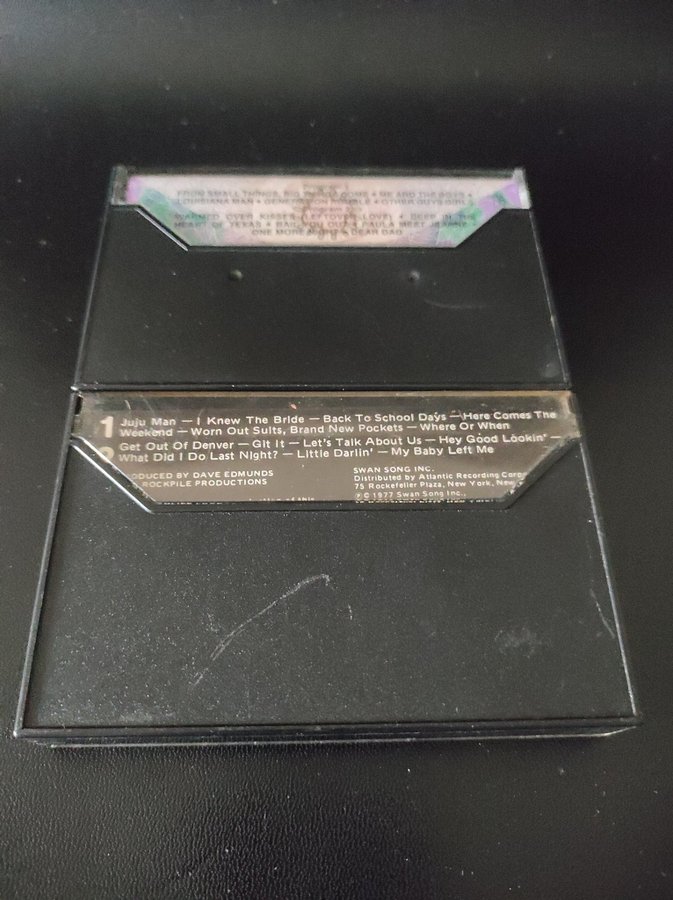 FROM SMALL THINGS, BIG THINGS COME • ME AND THE BOYS •
LOUISIANA MAN • GENERATION RUMBLE • OTHER GUYS GIRLS
WARMED OVER KISSES (LEFTOVER LOVE) • DEEP IN THE
HEART OF TEXAS • BAIL YOU OUT • PAULA MEET JEANNE •
ONE MORE NIGHT • DEAR DAD
1 Juju Man — I Knew The Bride — Back To School Days — Here Comes The
Weekend — Worn Out Suits, Brand New Pockets — Where Or When
2 Get Out Of Denver — Git It — Let's Talk About Us — Hey Good Lookin' —
What Did I Do Last Night? — Little Darlin' — My Baby Left Me
ODUCED BY DAVE EDMUNDS
ROCKPILE PRODUCTIONS
SWAN SONG INC.
Distributed by Atlantic Recording Corpor
75 Rockefeller Plaza, New York, New
Ⓟ © 1977 Swan Song Inc.,